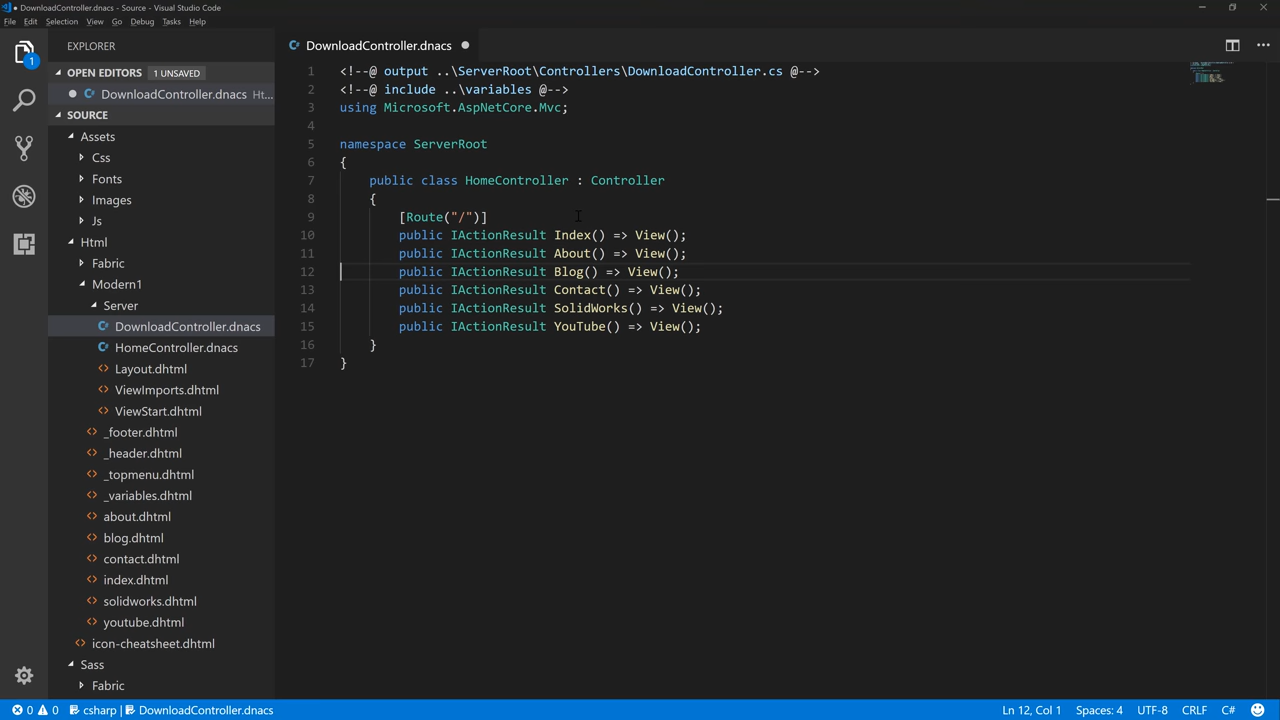 ● DownloadController.dnacs - Source - Visual Studio Code
File Edit Selection View Go Debug Tasks Help
EXPLORER
OPEN EDITORS 1 UNSAVED
● DownloadController.dnacs Ht...
SOURCE
Assets
Css
Fonts
Images
Js
Html
Fabric
Modern1
Server
DownloadController.dnacs
HomeController.dnacs
Layout.dhtml
ViewImports.dhtml
ViewStart.dhtml
_footer.dhtml
_header.dhtml
_topmenu.dhtml
_variables.dhtml
about.dhtml
blog.dhtml
contact.dhtml
index.dhtml
solidworks.dhtml
youtube.dhtml
icon-cheatsheet.dhtml
Sass
Fabric
1
DownloadController.dnacs ●
1 <!--@ output ..\ServerRoot\Controllers\DownloadController.cs @-->
2 <!--@ include ..\variables @-->
3 using Microsoft.AspNetCore.Mvc;
4
5 namespace ServerRoot
6 {
7 public class HomeController : Controller
8 {
9 [Route("/")]
10 public IActionResult Index() => View();
11 public IActionResult About() => View();
12 public IActionResult Blog() => View();
13 public IActionResult Contact() => View();
14 public IActionResult SolidWorks() => View();
15 public IActionResult YouTube() => View();
16 }
17 }
0 0 csharp | DownloadController.dnacs Ln 12, Col 1 Spaces: 4 UTF-8 CRLF C#